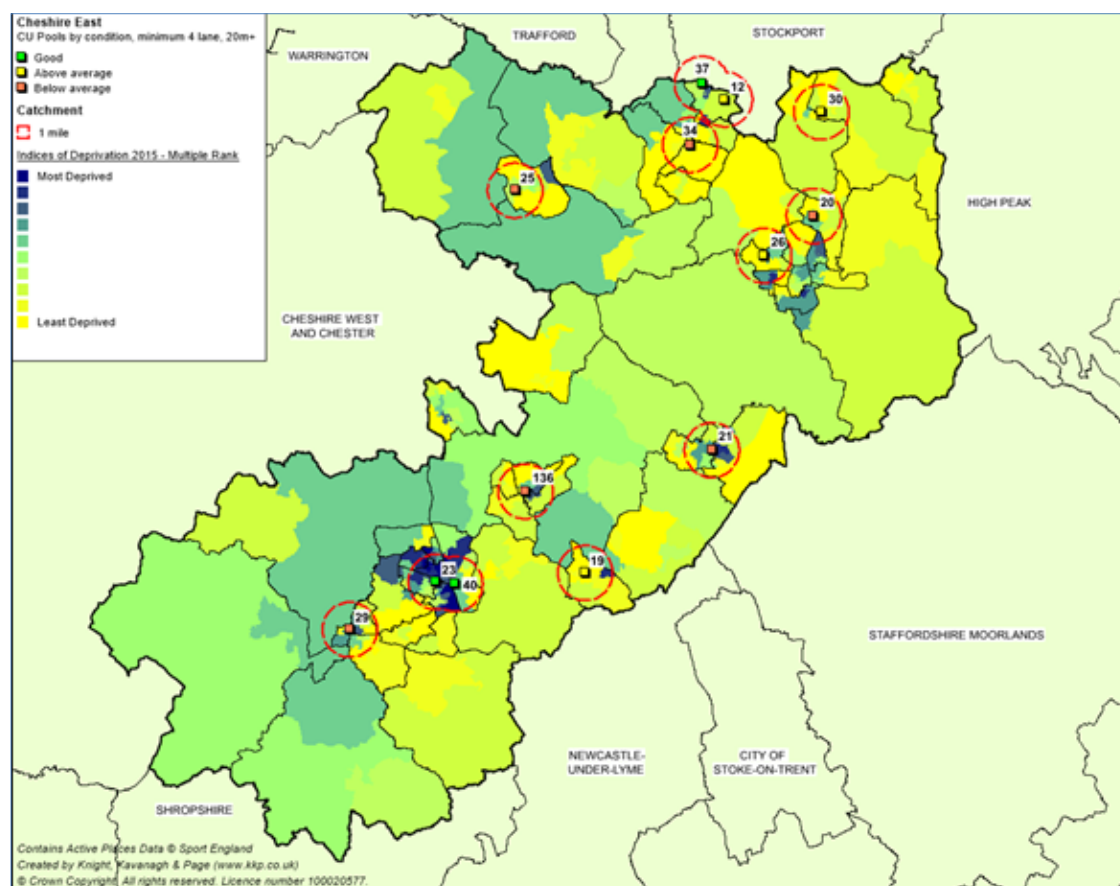 Cheshire East
CU Pools by condition, minimum 4 lane, 20m+
Good
Above average
Below average
Catchment
1 mile
Indices of Deprivation 2015 - Multiple Rank
Most Deprived
Least Deprived
WARRINGTON
TRAFFORD
STOCKPORT
37
12
30
34
25
20
HIGH PEAK
26
CHESHIRE WEST
AND CHESTER
21
136
19
23
40
29
STAFFORDSHIRE MOORLANDS
NEWCASTLE-
UNDER-LYME
CITY OF
STOKE-ON-TRENT
SHROPSHIRE
Contains Active Places Data © Sport England
Created by Knight, Kavanagh & Page (www.kkp.co.uk)
© Crown Copyright. All rights reserved. Licence number 100020577.